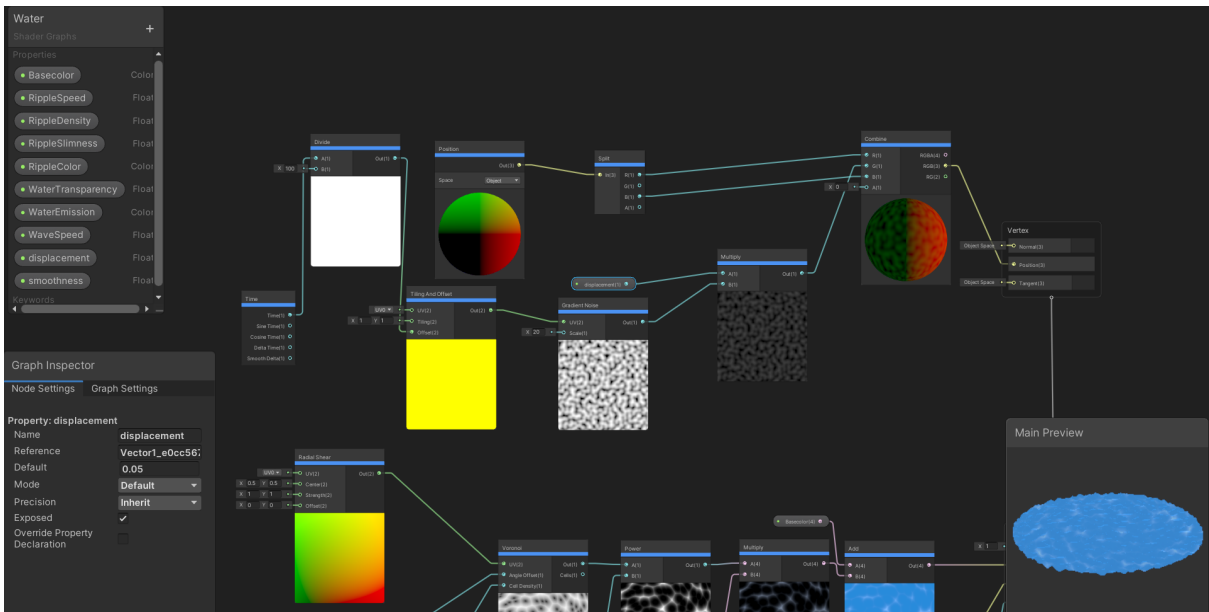 Water
Shader Graphs
Properties
Basecolor Color
RippleSpeed Float
RippleDensity Float
RippleSlimness Float
RippleColor Color
WaterTransparency Float
WaterEmission Color
WaveSpeed Float
displacement Float
smoothness Float
Keywords
Graph Inspector
Node Settings Graph Settings
Property: displacement
Name displacement
Reference Vector1_e0cc567
Default 0.05
Mode Default
Precision Inherit
Exposed
Override Property
Declaration
Time
Time(1)
Sine Time(1)
Cosine Time(1)
Delta Time(1)
Smooth Delta(1)
Divide
A(1) Out(1)
X 100 B(1)
Position
Out(3)
Space Object
Split
In(3) R(1)
G(1)
B(1)
A(1)
Combine
R(1) RGBA(4)
G(1) RGB(3)
B(1) RG(2)
X 0 A(1)
Tiling And Offset
UV0 UV(2) Out(2)
X 1 Y 1 Tiling(2)
Offset(2)
displacement(1)
Gradient Noise
UV(2) Out(1)
X 20 Scale(1)
Multiply
A(1) Out(1)
B(1)
Vertex
Object Space Normal(3)
Position(3)
Object Space Tangent(3)
Radial Shear
UV0 UV(2) Out(2)
X 0.5 Y 0.5 Center(2)
X 1 Y 1 Strength(2)
X 0 Y 0 Offset(2)
Voronoi
UV(2) Out(1)
Angle Offset(1) Cells(1)
Cell Density(1)
Power
A(1) Out(1)
B(1)
Basecolor(4)
Multiply
A(4) Out(4)
B(4)
Add
A(4) Out(4)
B(4)
X 1
Main Preview